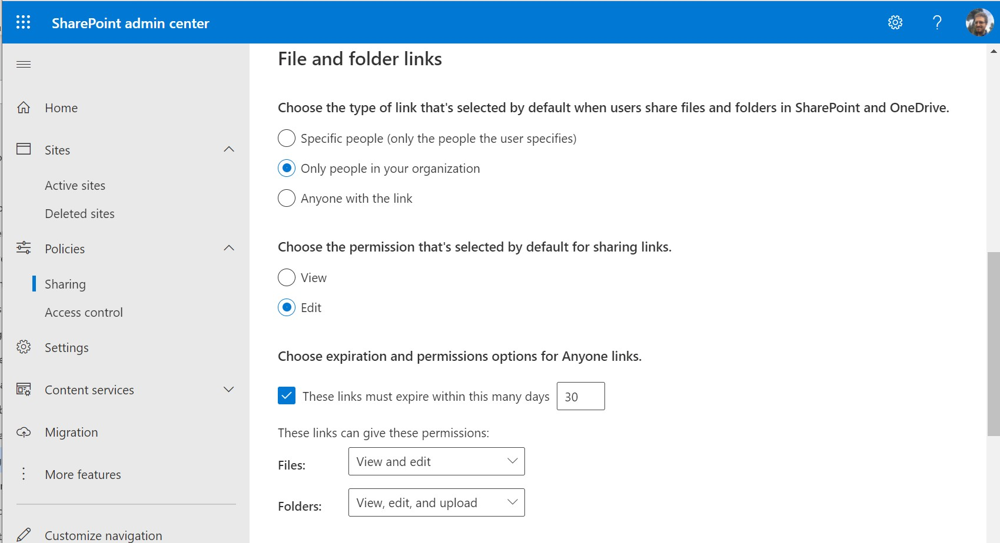 SharePoint admin center
Home
Sites
Active sites
Deleted sites
Policies
Sharing
Access control
Settings
Content services
Migration
More features
Customize navigation
File and folder links
Choose the type of link that's selected by default when users share files and folders in SharePoint and OneDrive.
Specific people (only the people the user specifies)
Only people in your organization
Anyone with the link
Choose the permission that's selected by default for sharing links.
View
Edit
Choose expiration and permissions options for Anyone links.
These links must expire within this many days 30
These links can give these permissions:
Files: View and edit
Folders: View, edit, and upload